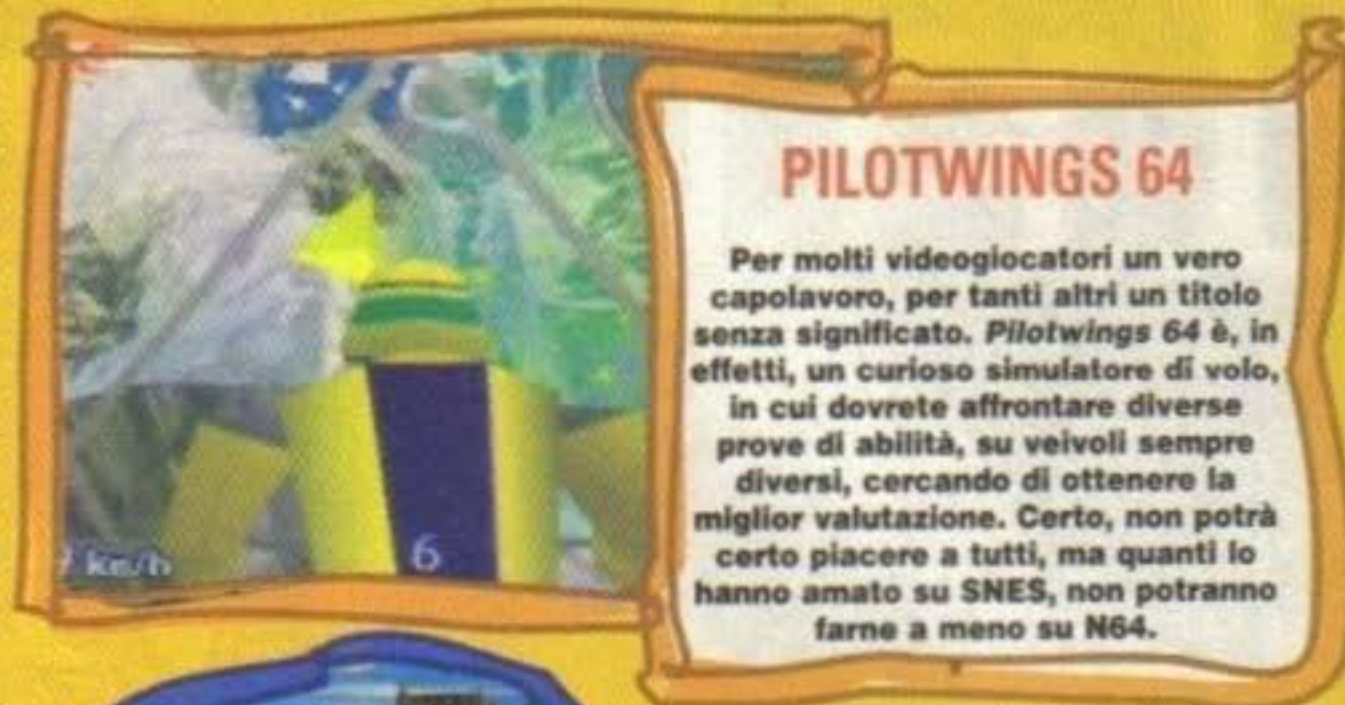 PILOTWINGS 64
Per molti videogiocatori un vero
capolavoro, per tanti altri un titolo
senza significato. Pilotwings 64 è, in
effetti, un curioso simulatore di volo,
in cui dovrete affrontare diverse
prove di abilità, su veivoli sempre
diversi, cercando di ottenere la
miglior valutazione. Certo, non potrà
certo piacere a tutti, ma quanti lo
hanno amato su SNES, non potranno
farne a meno su N64.
6